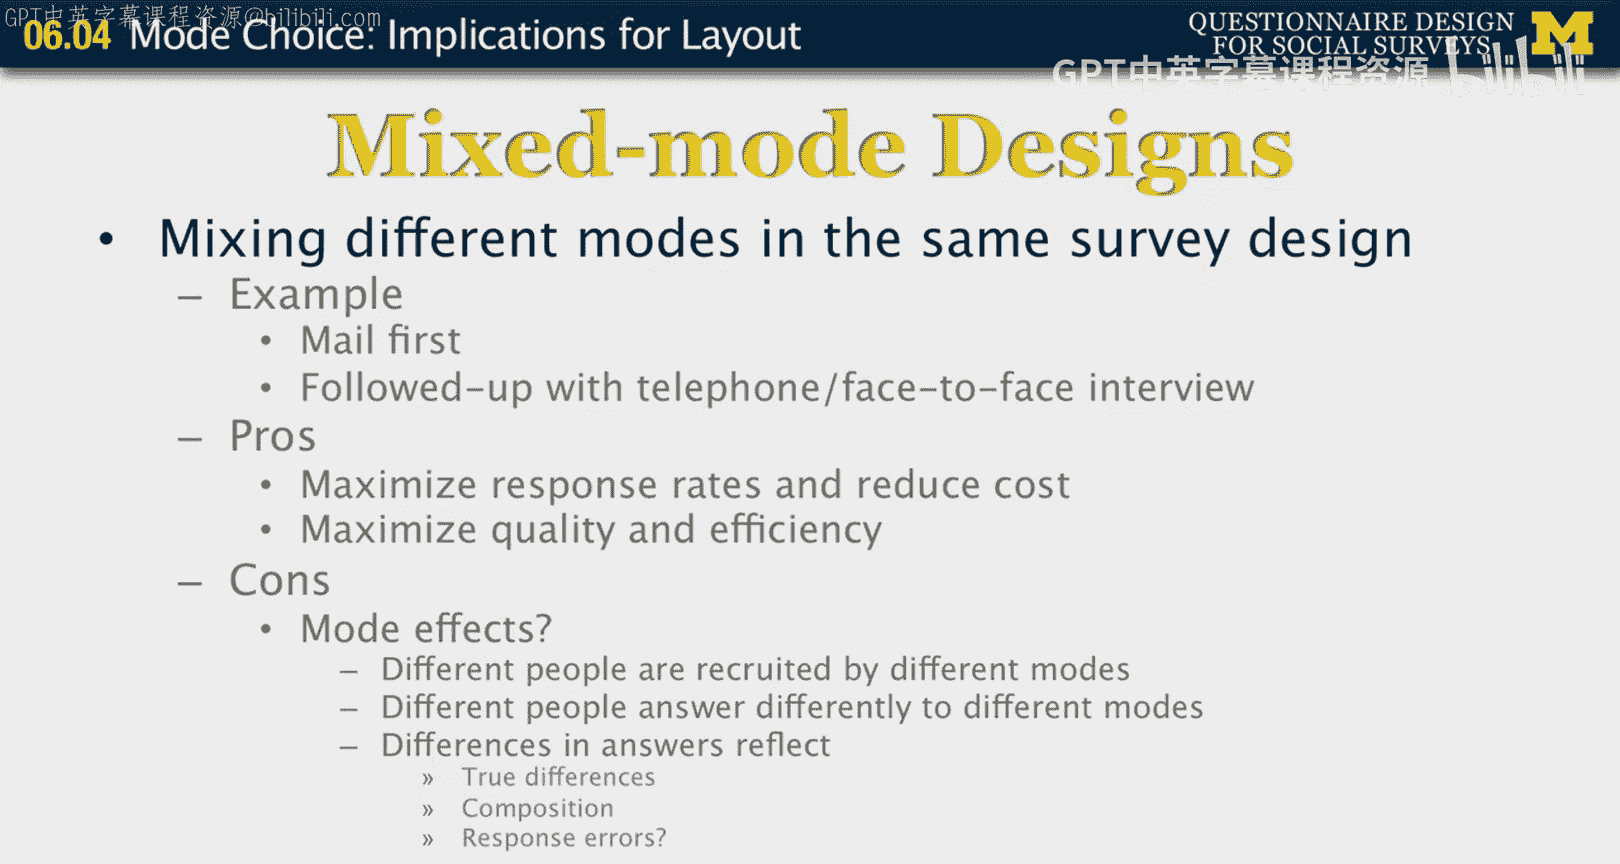 GPT中英字幕课程资源@bilibili.com
06.04 Mode Choice: Implications for Layout
QUESTIONNAIRE DESIGN
FOR SOCIAL SURVEYS
M
GPT中英字幕课程资源 bilibili
Mixed-mode Designs
• Mixing different modes in the same survey design
– Example
• Mail first
• Followed-up with telephone/face-to-face interview
– Pros
• Maximize response rates and reduce cost
• Maximize quality and efficiency
– Cons
• Mode effects?
– Different people are recruited by different modes
– Different people answer differently to different modes
– Differences in answers reflect
» True differences
» Composition
» Response errors?